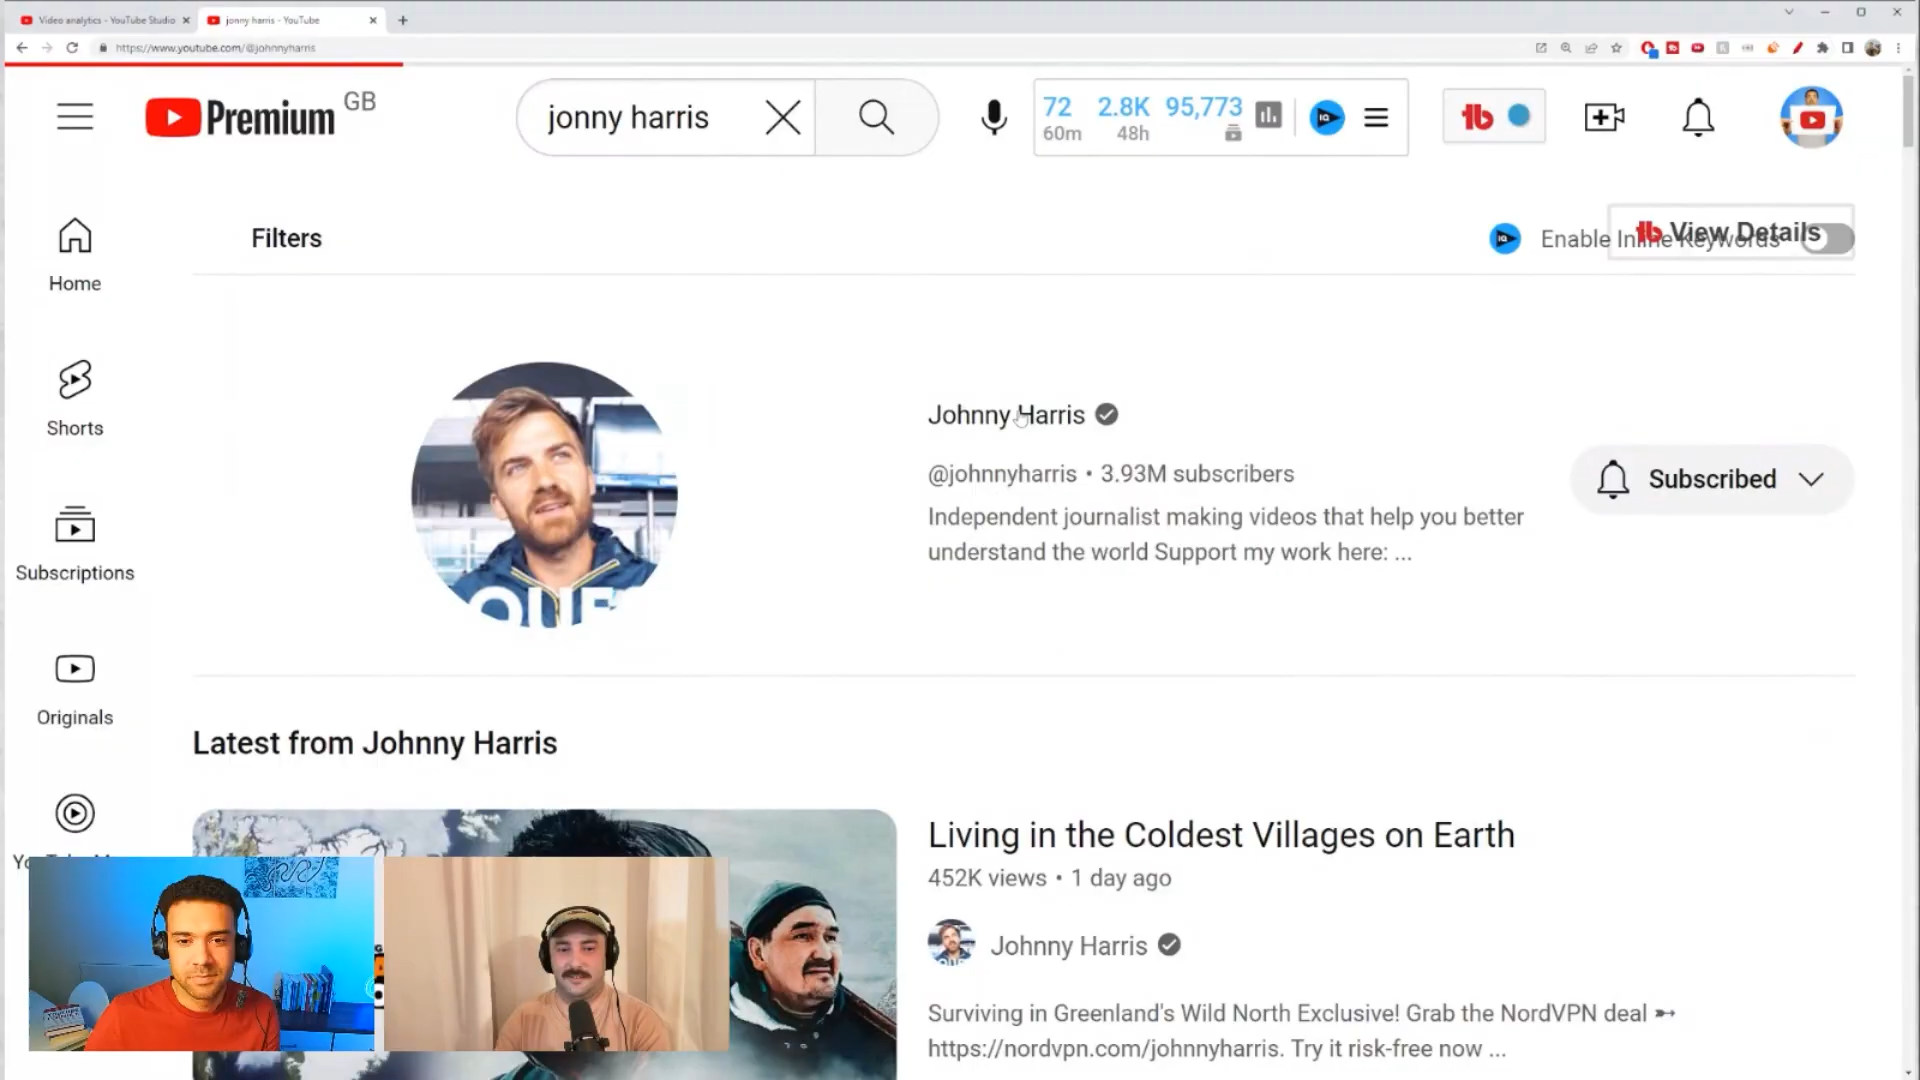 Video analytics - YouTube Studio
jonny harris - YouTube
https://www.youtube.com/@johnnyharris
Premium GB
jonny harris
72 2.8K 95,773
60m 48h
tb
Filters
Enable Inline Keywords
tb View Details
Home
Shorts
Subscriptions
Originals
Johnny Harris
@johnnyharris • 3.93M subscribers
Independent journalist making videos that help you better
understand the world Support my work here: ...
Subscribed
Latest from Johnny Harris
Living in the Coldest Villages on Earth
452K views • 1 day ago
Johnny Harris
Surviving in Greenland's Wild North Exclusive! Grab the NordVPN deal ➵
https://nordvpn.com/johnnyharris. Try it risk-free now ...